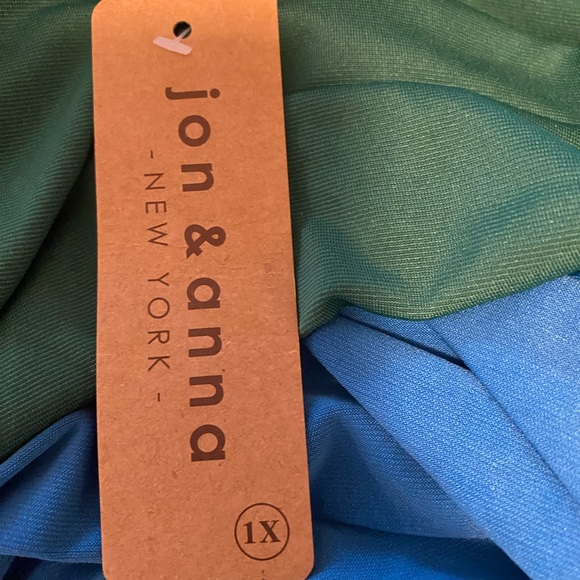 jon & anna
- NEW YORK -
1X